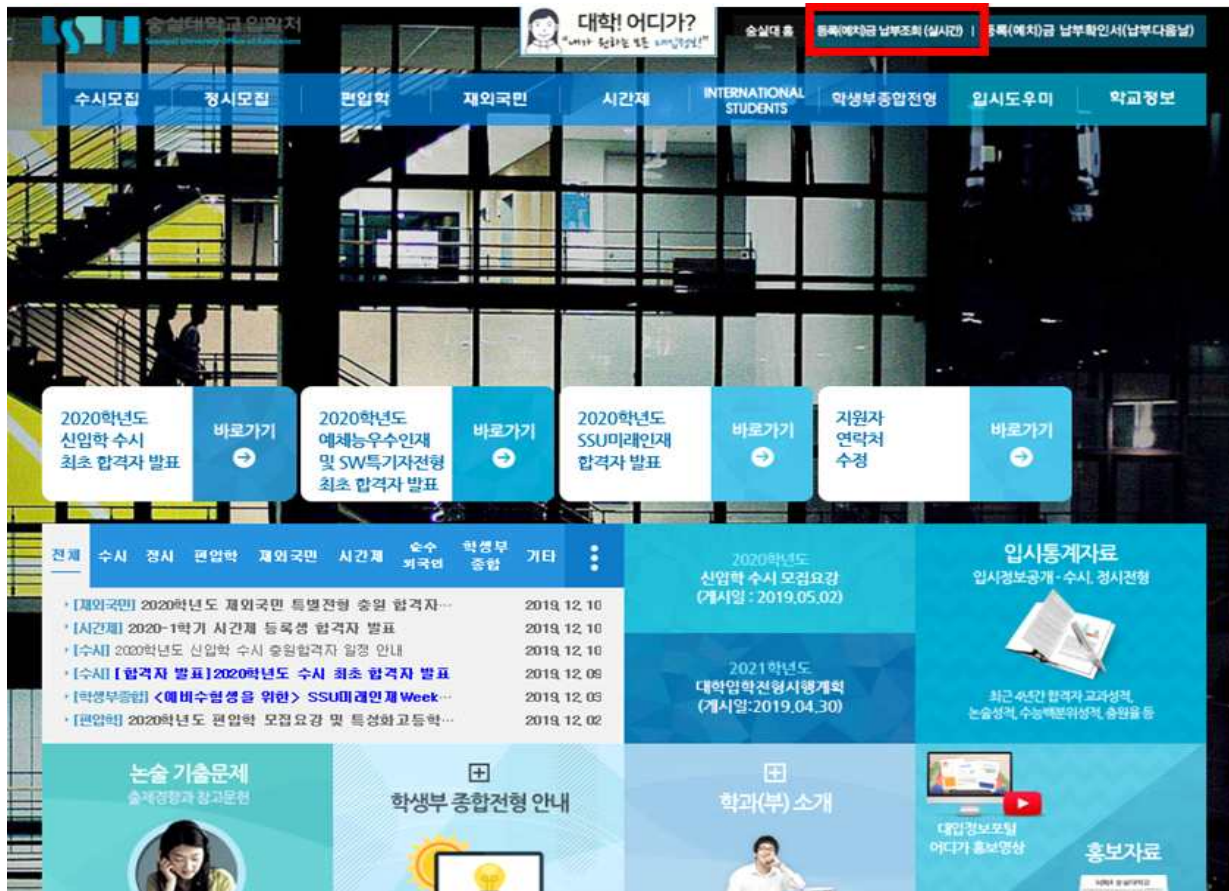 숭실대학교 입학처
Soongsil University Office of Admissions
대학! 어디가?
"내가 원하는 모든 대입정보!"
숭실대 홈
등록(예치)금 납부조회 (실시간) | 등록(예치)금 납부확인서(납부다음날)
수시모집
정시모집
편입학
재외국민
시간제
INTERNATIONAL
STUDENTS
학생부종합전형
입시도우미
학교정보
2020학년도
신입학 수시
최초 합격자 발표
바로가기
2020학년도
예체능우수인재
및 SW특기자전형
최초 합격자 발표
바로가기
2020학년도
SSU미래인재
합격자 발표
바로가기
지원자
연락처
수정
바로가기
전체 수시 정시 편입학 재외국민 시간제 순수 외국인 학생부 종합 기타
[재외국민] 2020학년도 재외국민 특별전형 충원 합격자… 2019. 12. 10
[시간제] 2020-1학기 시간제 등록생 합격자 발표 2019. 12. 10
[수시] 2020학년도 신입학 수시 충원합격자 일정 안내 2019. 12. 10
[수시] [합격자 발표]2020학년도 수시 최초 합격자 발표 2019. 12. 09
[학생부종합] <예비수험생을 위한> SSU미래인재 Week… 2019. 12. 03
[편입학] 2020학년도 편입학 모집요강 및 특성화고등학… 2019. 12. 02
2020학년도
신입학 수시 모집요강
(게시일 : 2019.05.02)
2021학년도
대학입학전형시행계획
(게시일:2019.04.30)
입시통계자료
입시정보공개 - 수시, 정시전형
최근 4년간 합격자 교과성적,
논술성적, 수능백분위성적, 충원율 등
논술 기출문제
출제경향과 참고문헌
학생부 종합전형 안내
학과(부) 소개
대입정보포털
어디가 홍보영상
홍보자료